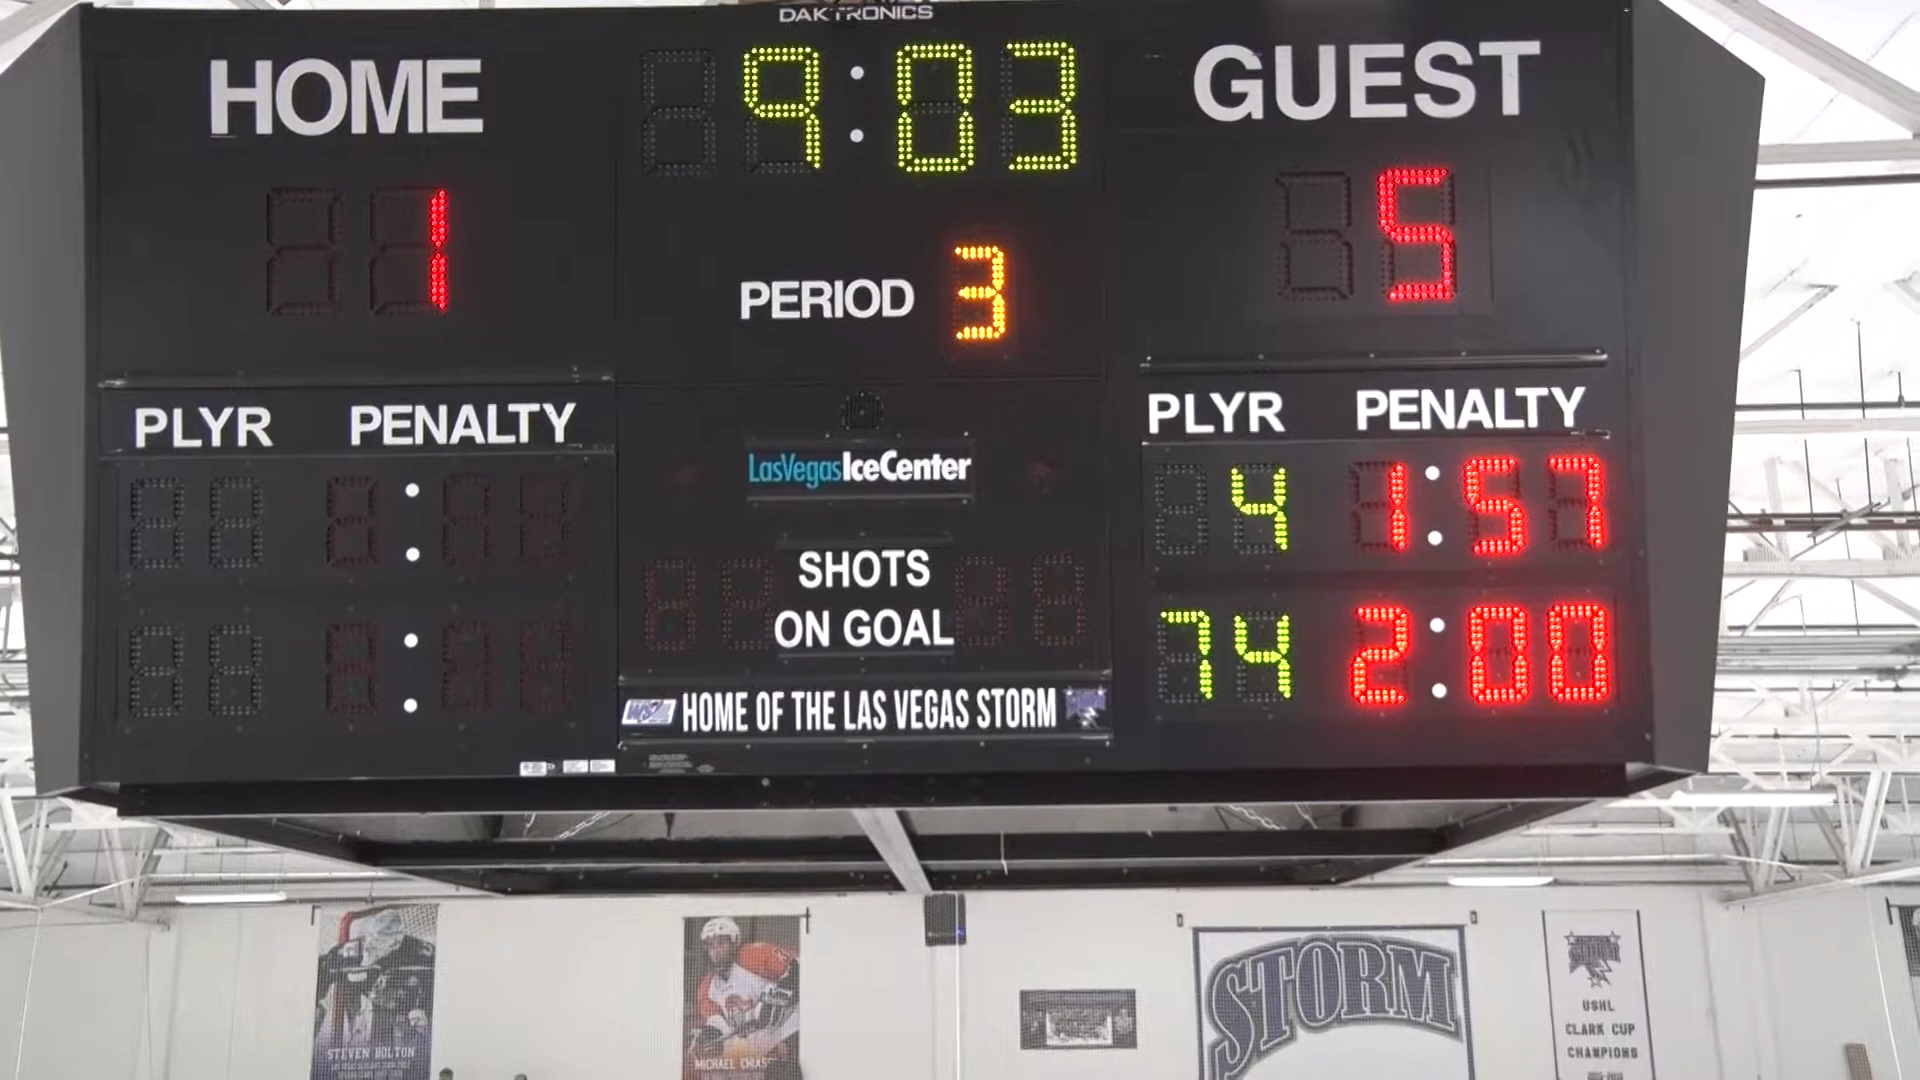 DAKTRONICS
HOME 9:03 GUEST
1 5
PERIOD 3
PLYR PENALTY PLYR PENALTY
LasVegasIceCenter
4 1:57
SHOTS
ON GOAL
74 2:00
HOME OF THE LAS VEGAS STORM
STEVEN BOLTON
STORM
USHL
CLARK CUP
CHAMPIONS